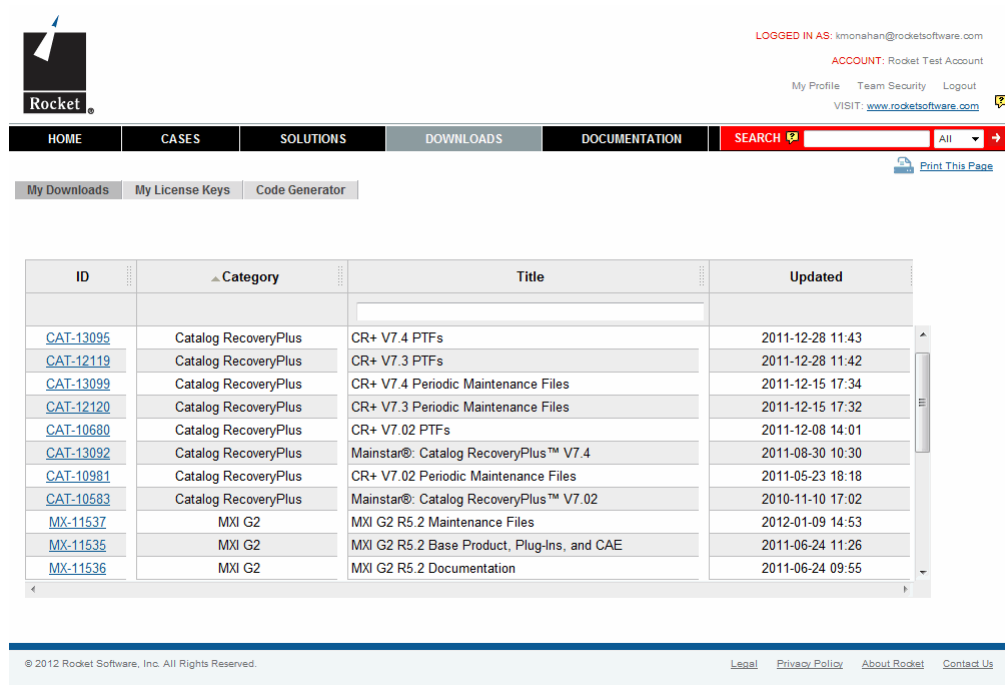 Rocket ®
LOGGED IN AS: kmonahan@rocketsoftware.com
ACCOUNT: Rocket Test Account
My Profile Team Security Logout
VISIT: www.rocketsoftware.com ?
HOME CASES SOLUTIONS DOWNLOADS DOCUMENTATION SEARCH ? All
Print This Page
My Downloads My License Keys Code Generator
ID Category Title Updated
CAT-13095 Catalog RecoveryPlus CR+ V7.4 PTFs 2011-12-28 11:43
CAT-12119 Catalog RecoveryPlus CR+ V7.3 PTFs 2011-12-28 11:42
CAT-13099 Catalog RecoveryPlus CR+ V7.4 Periodic Maintenance Files 2011-12-15 17:34
CAT-12120 Catalog RecoveryPlus CR+ V7.3 Periodic Maintenance Files 2011-12-15 17:32
CAT-10680 Catalog RecoveryPlus CR+ V7.02 PTFs 2011-12-08 14:01
CAT-13092 Catalog RecoveryPlus Mainstar®: Catalog RecoveryPlus™ V7.4 2011-08-30 10:30
CAT-10981 Catalog RecoveryPlus CR+ V7.02 Periodic Maintenance Files 2011-05-23 18:18
CAT-10583 Catalog RecoveryPlus Mainstar®: Catalog RecoveryPlus™ V7.02 2010-11-10 17:02
MX-11537 MXI G2 MXI G2 R5.2 Maintenance Files 2012-01-09 14:53
MX-11535 MXI G2 MXI G2 R5.2 Base Product, Plug-Ins, and CAE 2011-06-24 11:26
MX-11536 MXI G2 MXI G2 R5.2 Documentation 2011-06-24 09:55
© 2012 Rocket Software, Inc. All Rights Reserved. Legal Privacy Policy About Rocket Contact Us